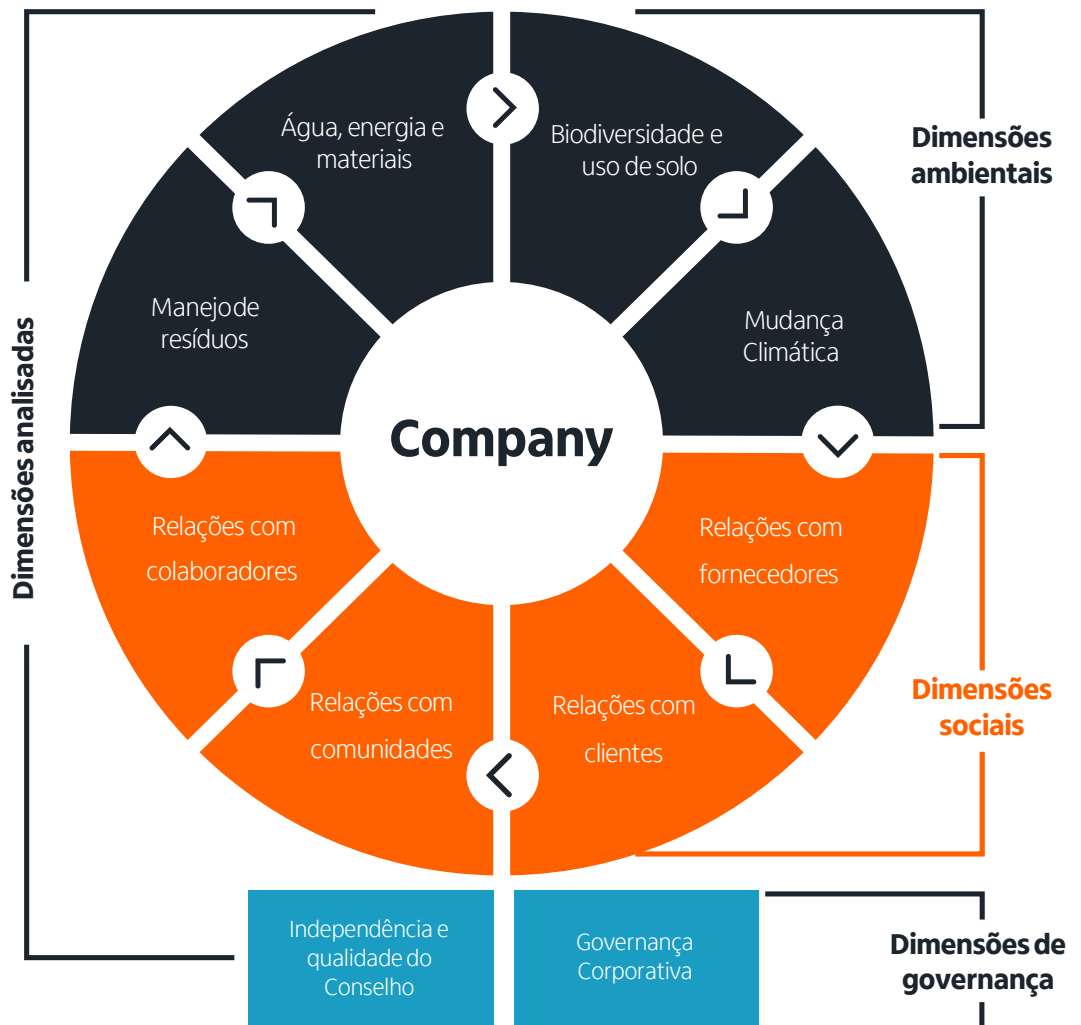 Água, energia e
materiais
Biodiversidade e
uso de solo
Dimensões
ambientais
Manejo de
resíduos
Mudança
Climática
Dimensões analisadas
Company
Relações com
colaboradores
Relações com
fornecedores
Relações com
comunidades
Relações com
clientes
Dimensões
sociais
Independência e
qualidade do
Conselho
Governança
Corporativa
Dimensões de
governança